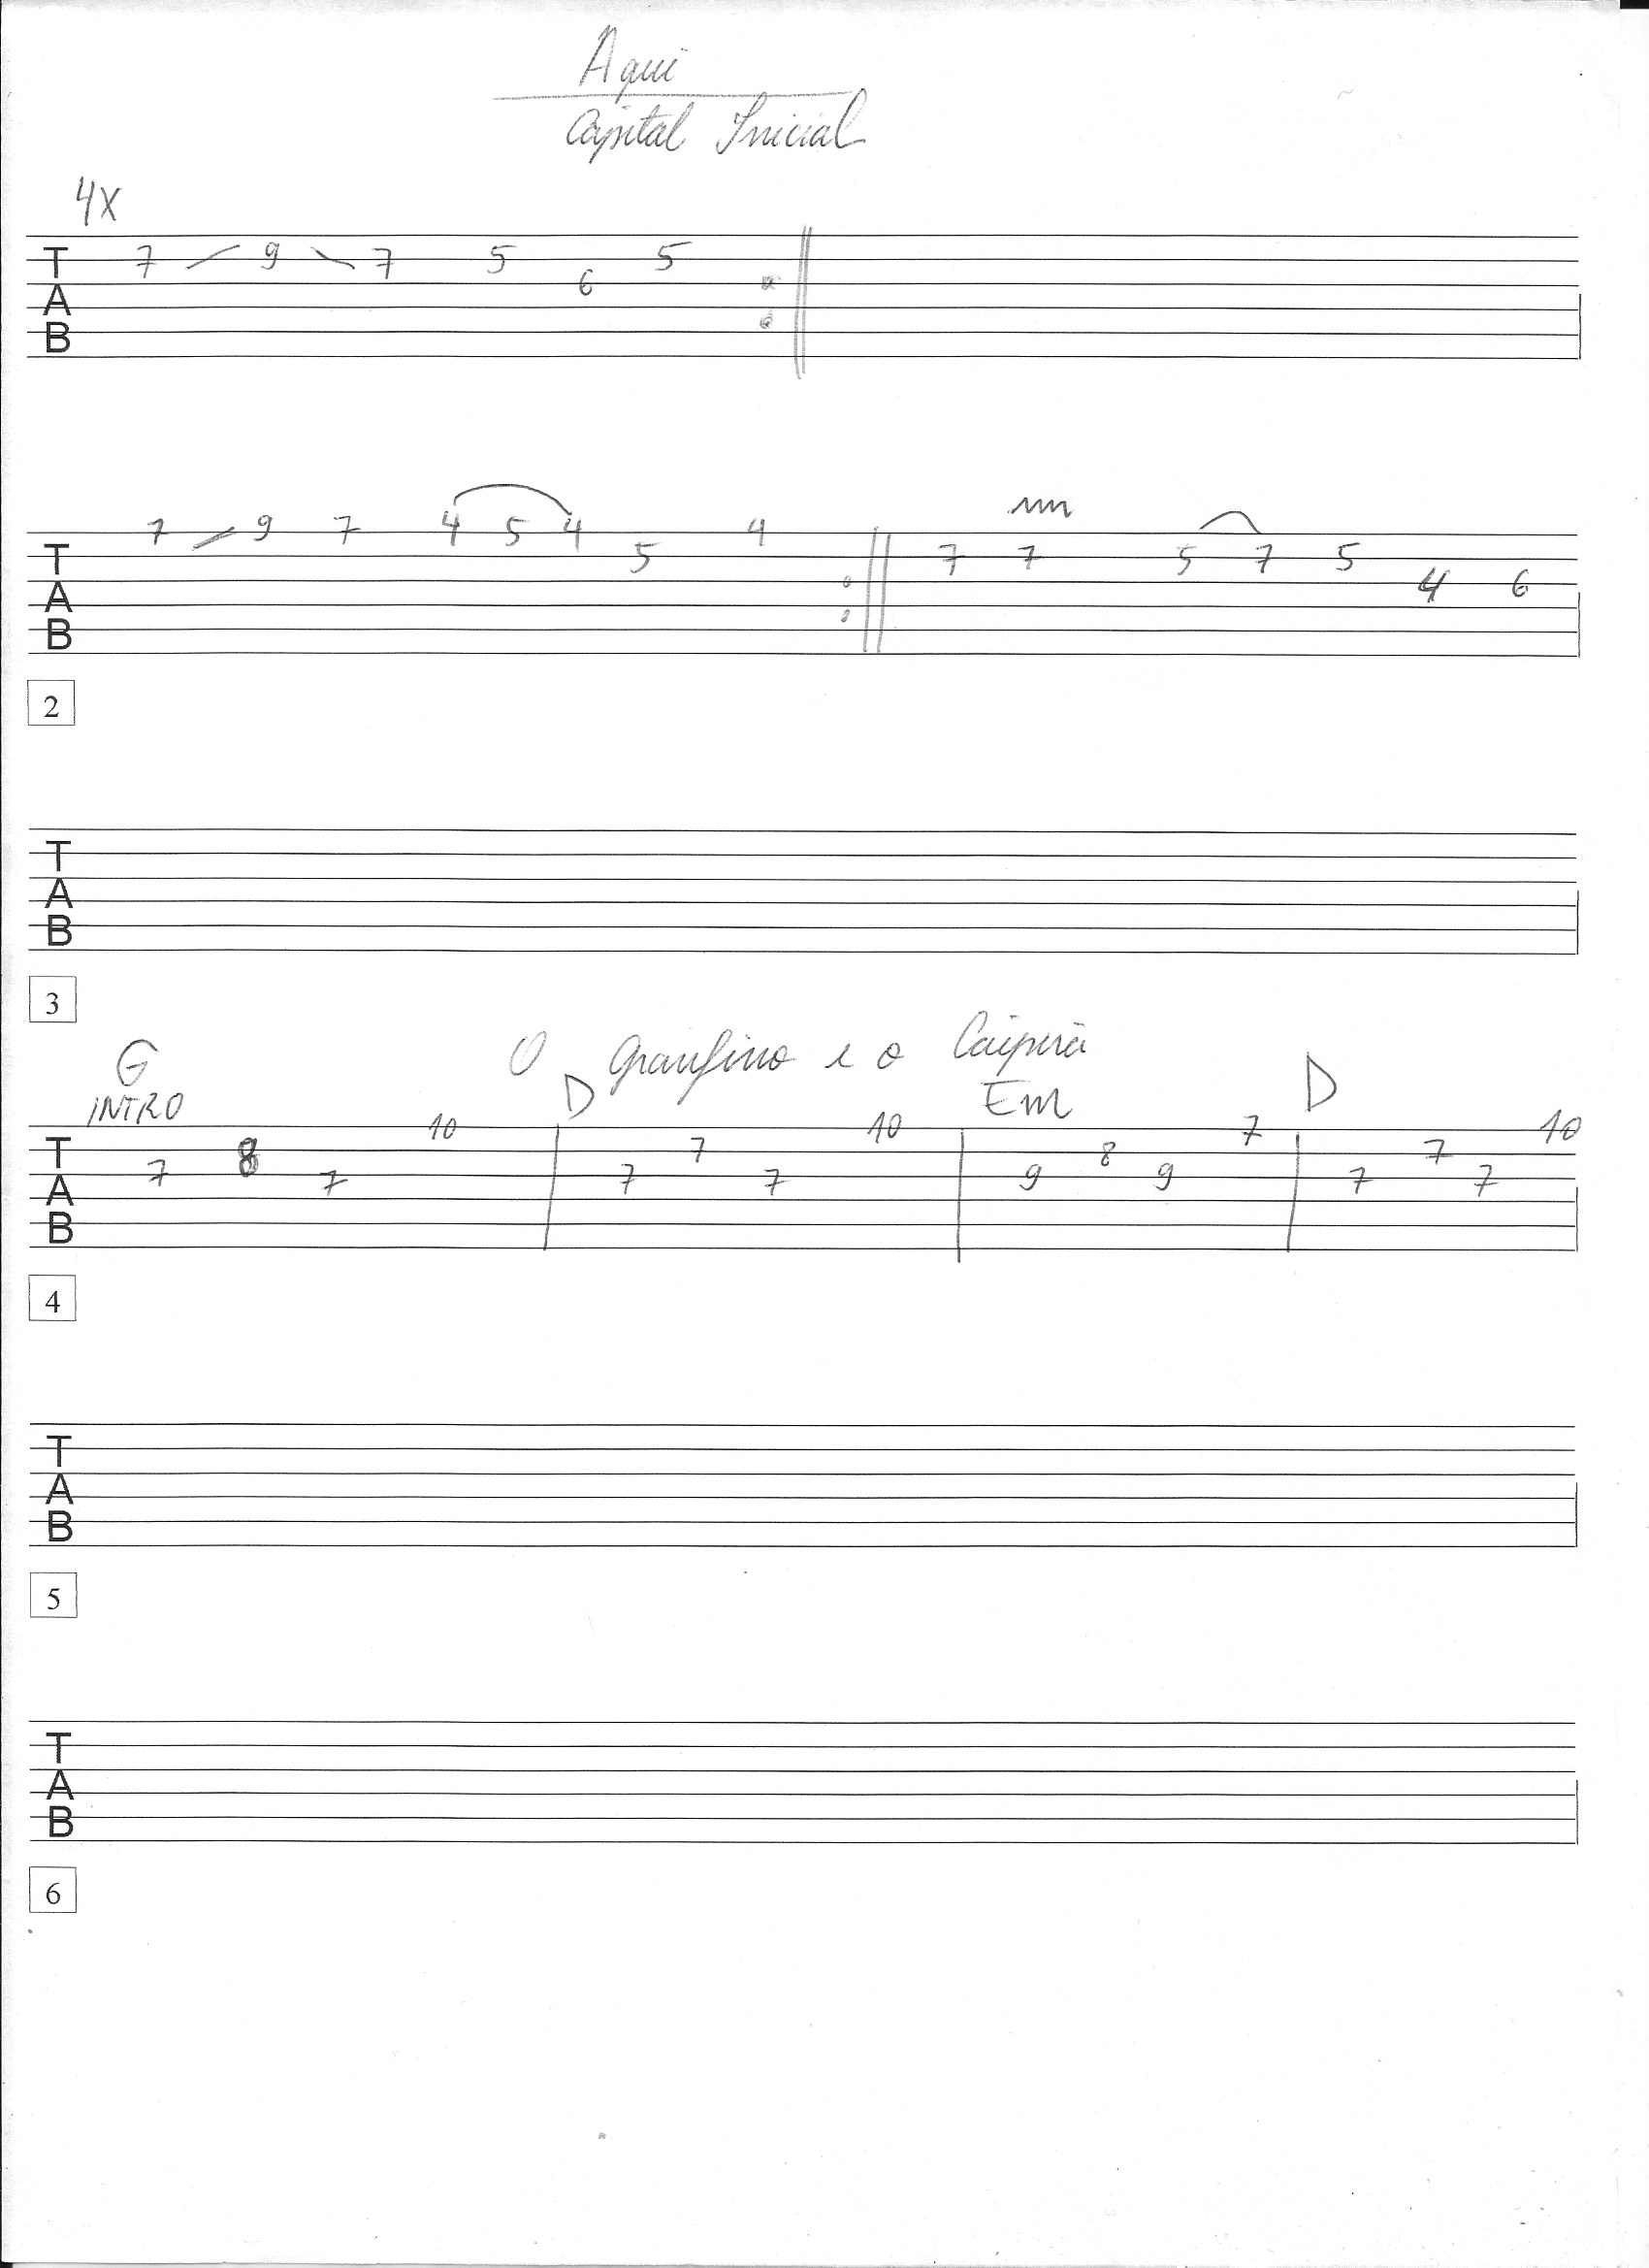 Aqui
Capital Inicial
4X
T A B 7 9 7 5 6 5
T A B 7 9 7 4 5 4 5 4 7 7 5 7 5 4 6
2
T A B
3
O Granfino e o Caipira
G D Em D
INTRO
T A B 7 8 7 10 7 7 7 10 9 8 9 7 7 7 7 10
4
T A B
5
T A B
6